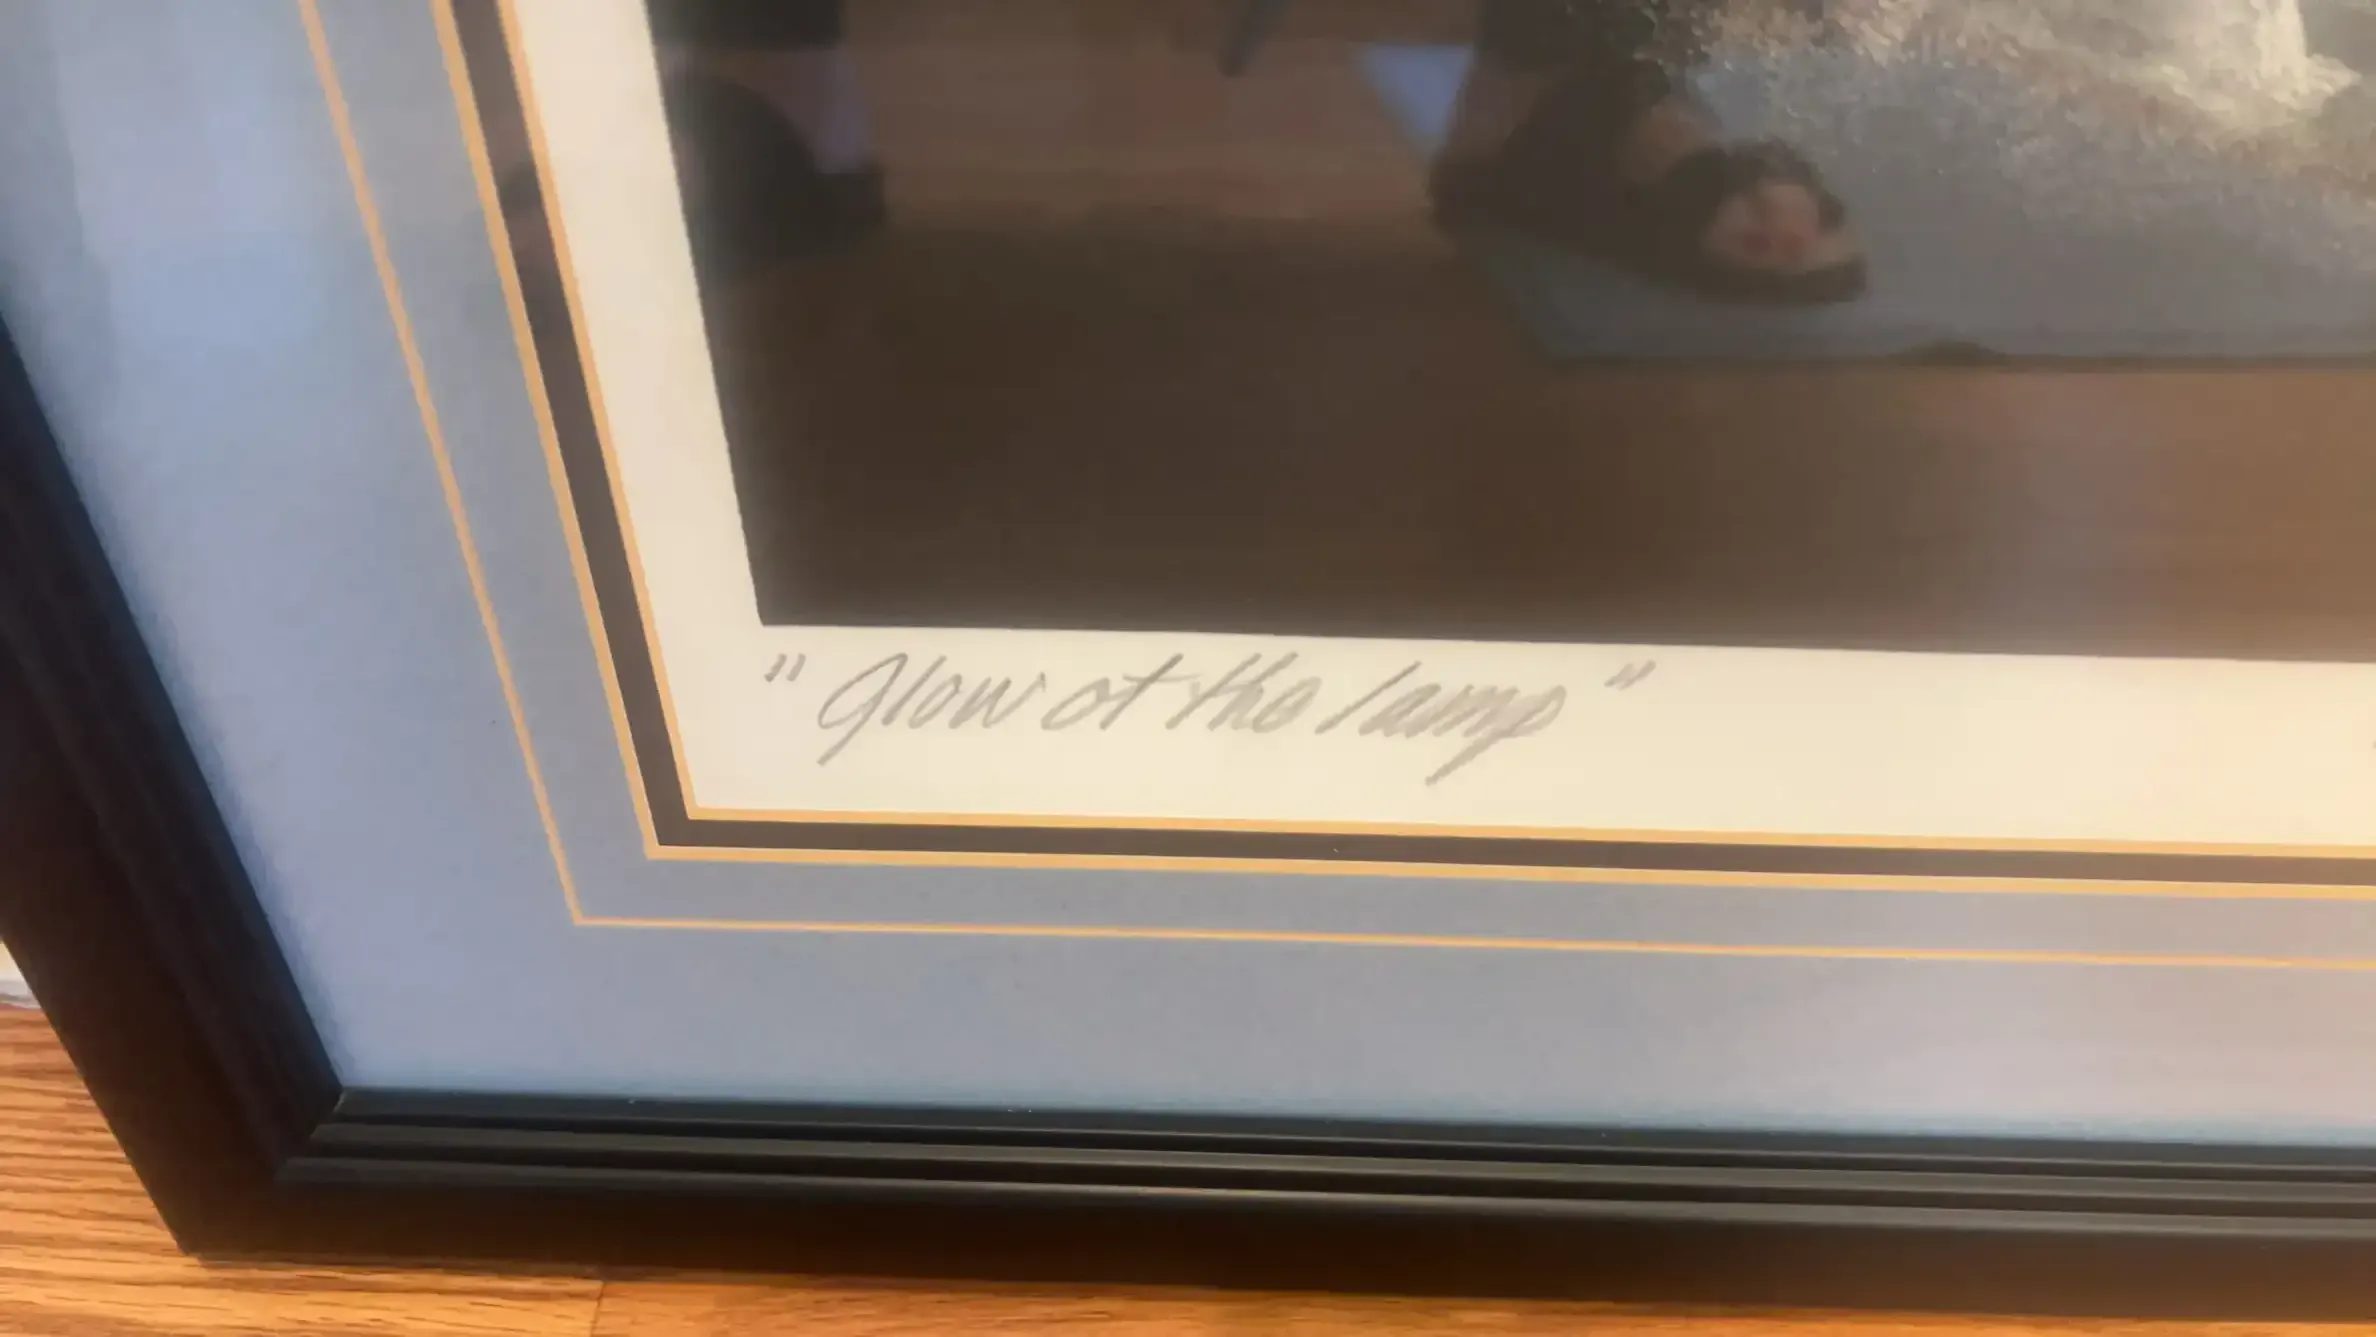 "Glow of the lamp"